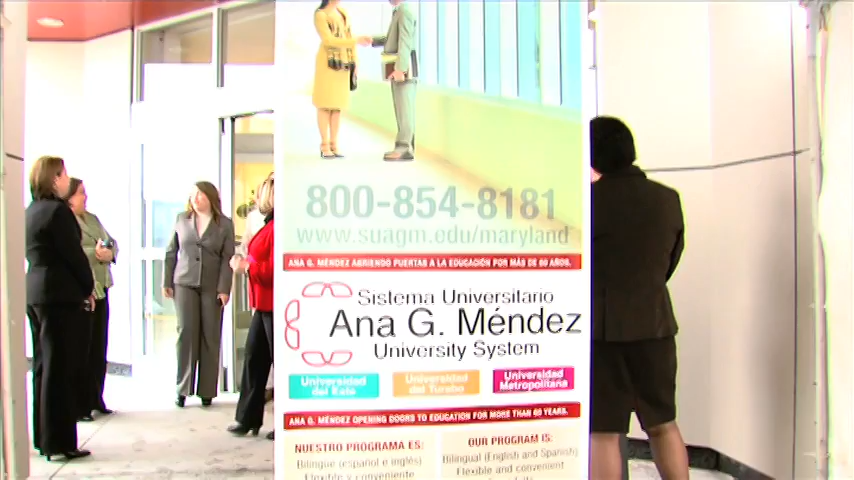 800-854-8181
www.suagm.edu/maryland
ANA G. MÉNDEZ ABRIENDO PUERTAS A LA EDUCACIÓN POR MÁS DE 60 AÑOS.
Sistema Universitario
Ana G. Méndez
University System
Universidad del Este
Universidad del Turabo
Universidad Metropolitana
ANA G. MÉNDEZ OPENING DOORS TO EDUCATION FOR MORE THAN 60 YEARS.
NUESTRO PROGRAMA ES:
Bilingüe (español e inglés)
Flexible y conveniente
OUR PROGRAM IS:
Bilingual (English and Spanish)
Flexible and convenient